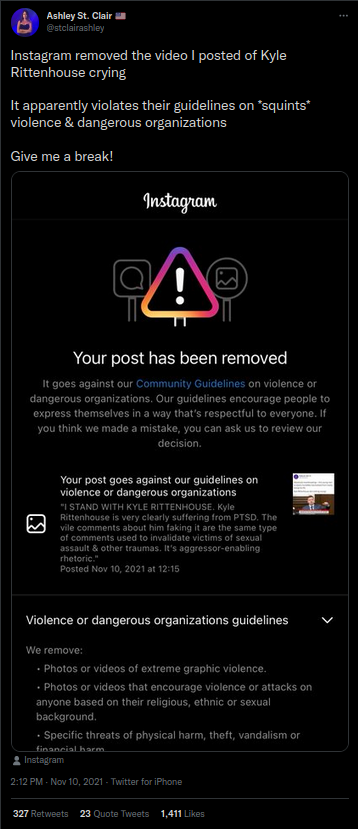 Ashley St. Clair 🇺🇸
@stclairashley
Instagram removed the video I posted of Kyle
Rittenhouse crying
It apparently violates their guidelines on *squints*
violence & dangerous organizations
Give me a break!
Instagram
Your post has been removed
It goes against our Community Guidelines on violence or
dangerous organizations. Our guidelines encourage people to
express themselves in a way that's respectful to everyone. If
you think we made a mistake, you can ask us to review our
decision.
Your post goes against our guidelines on
violence or dangerous organizations
"I STAND WITH KYLE RITTENHOUSE. Kyle
Rittenhouse is very clearly suffering from PTSD. The
vile comments about him faking it are the same type
of comments used to invalidate victims of sexual
assault & other traumas. It's aggressor-enabling
rhetoric."
Posted Nov 10, 2021 at 12:15
Violence or dangerous organizations guidelines
We remove:
• Photos or videos of extreme graphic violence.
• Photos or videos that encourage violence or attacks on
anyone based on their religious, ethnic or sexual
background.
• Specific threats of physical harm, theft, vandalism or
financial harm.
Instagram
2:12 PM · Nov 10, 2021 · Twitter for iPhone
327 Retweets 23 Quote Tweets 1,411 Likes